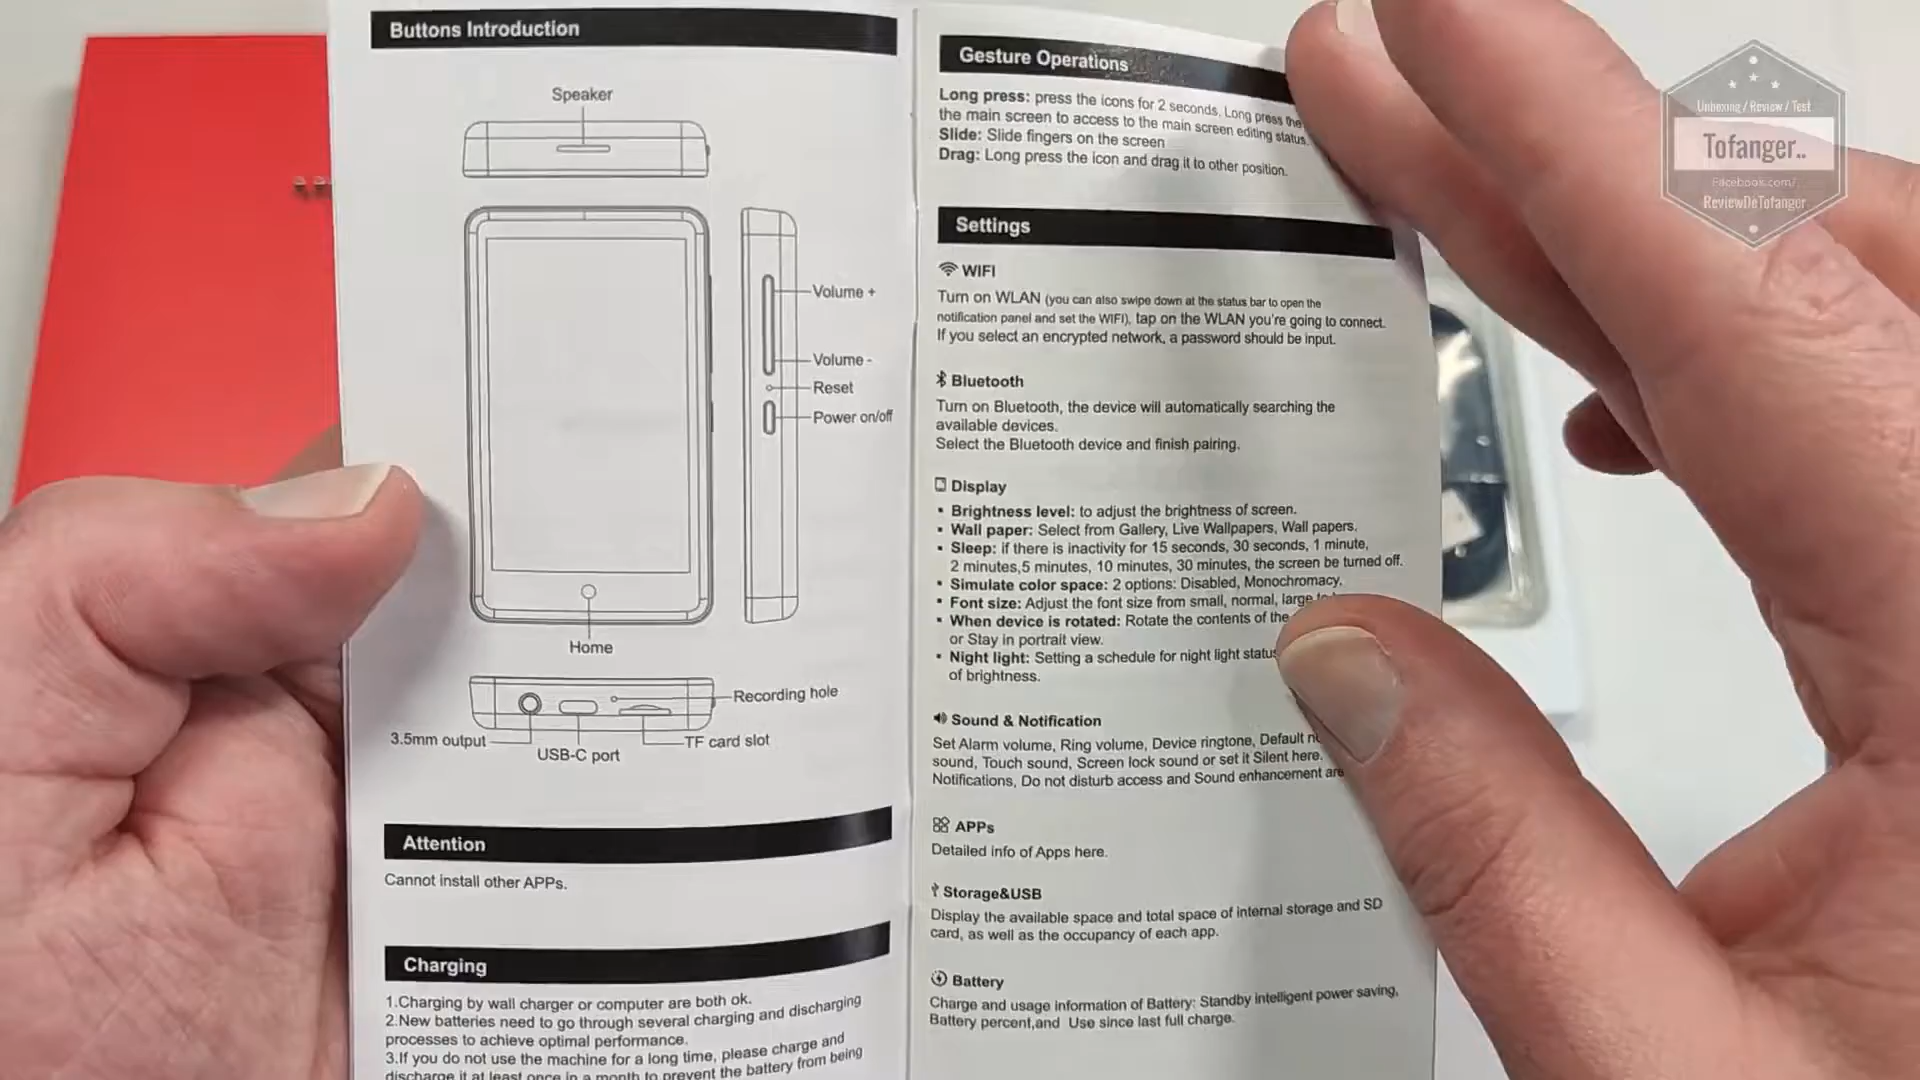 Buttons Introduction
Speaker
Volume +
Volume -
Reset
Power on/off
Home
Recording hole
3.5mm output
TF card slot
USB-C port
Attention
Cannot install other APPs.
Charging
1.Charging by wall charger or computer are both ok.
2.New batteries need to go through several charging and discharging
processes to achieve optimal performance.
3.If you do not use the machine for a long time, please charge and
discharge it at least once in a month to prevent the battery from being
Gesture Operations
Long press: press the icons for 2 seconds, Long press the
the main screen to access to the main screen editing status.
Slide: Slide fingers on the screen
Drag: Long press the icon and drag it to other position.
Settings
WIFI
Turn on WLAN (you can also swipe down at the status bar to open the
notification panel and set the WIFI), tap on the WLAN you're going to connect.
If you select an encrypted network, a password should be input.
Bluetooth
Turn on Bluetooth, the device will automatically searching the
available devices.
Select the Bluetooth device and finish pairing.
Display
▪ Brightness level: to adjust the brightness of screen.
▪ Wall paper: Select from Gallery, Live Wallpapers, Wall papers.
▪ Sleep: if there is inactivity for 15 seconds, 30 seconds, 1 minute,
2 minutes,5 minutes, 10 minutes, 30 minutes, the screen be turned off.
▪ Simulate color space: 2 options: Disabled, Monochromacy.
▪ Font size: Adjust the font size from small, normal, large
▪ When device is rotated: Rotate the contents of the
or Stay in portrait view.
▪ Night light: Setting a schedule for night light status
of brightness.
Sound & Notification
Set Alarm volume, Ring volume, Device ringtone, Default
sound, Touch sound, Screen lock sound or set it Silent here.
Notifications, Do not disturb access and Sound enhancement are
APPs
Detailed info of Apps here.
Storage&USB
Display the available space and total space of internal storage and SD
card, as well as the occupancy of each app.
Battery
Charge and usage information of Battery: Standby intelligent power saving,
Battery percent,and Use since last full charge.
Unboxing / Review / Test
Tofanger..
Facebook.com/
ReviewDeTofanger